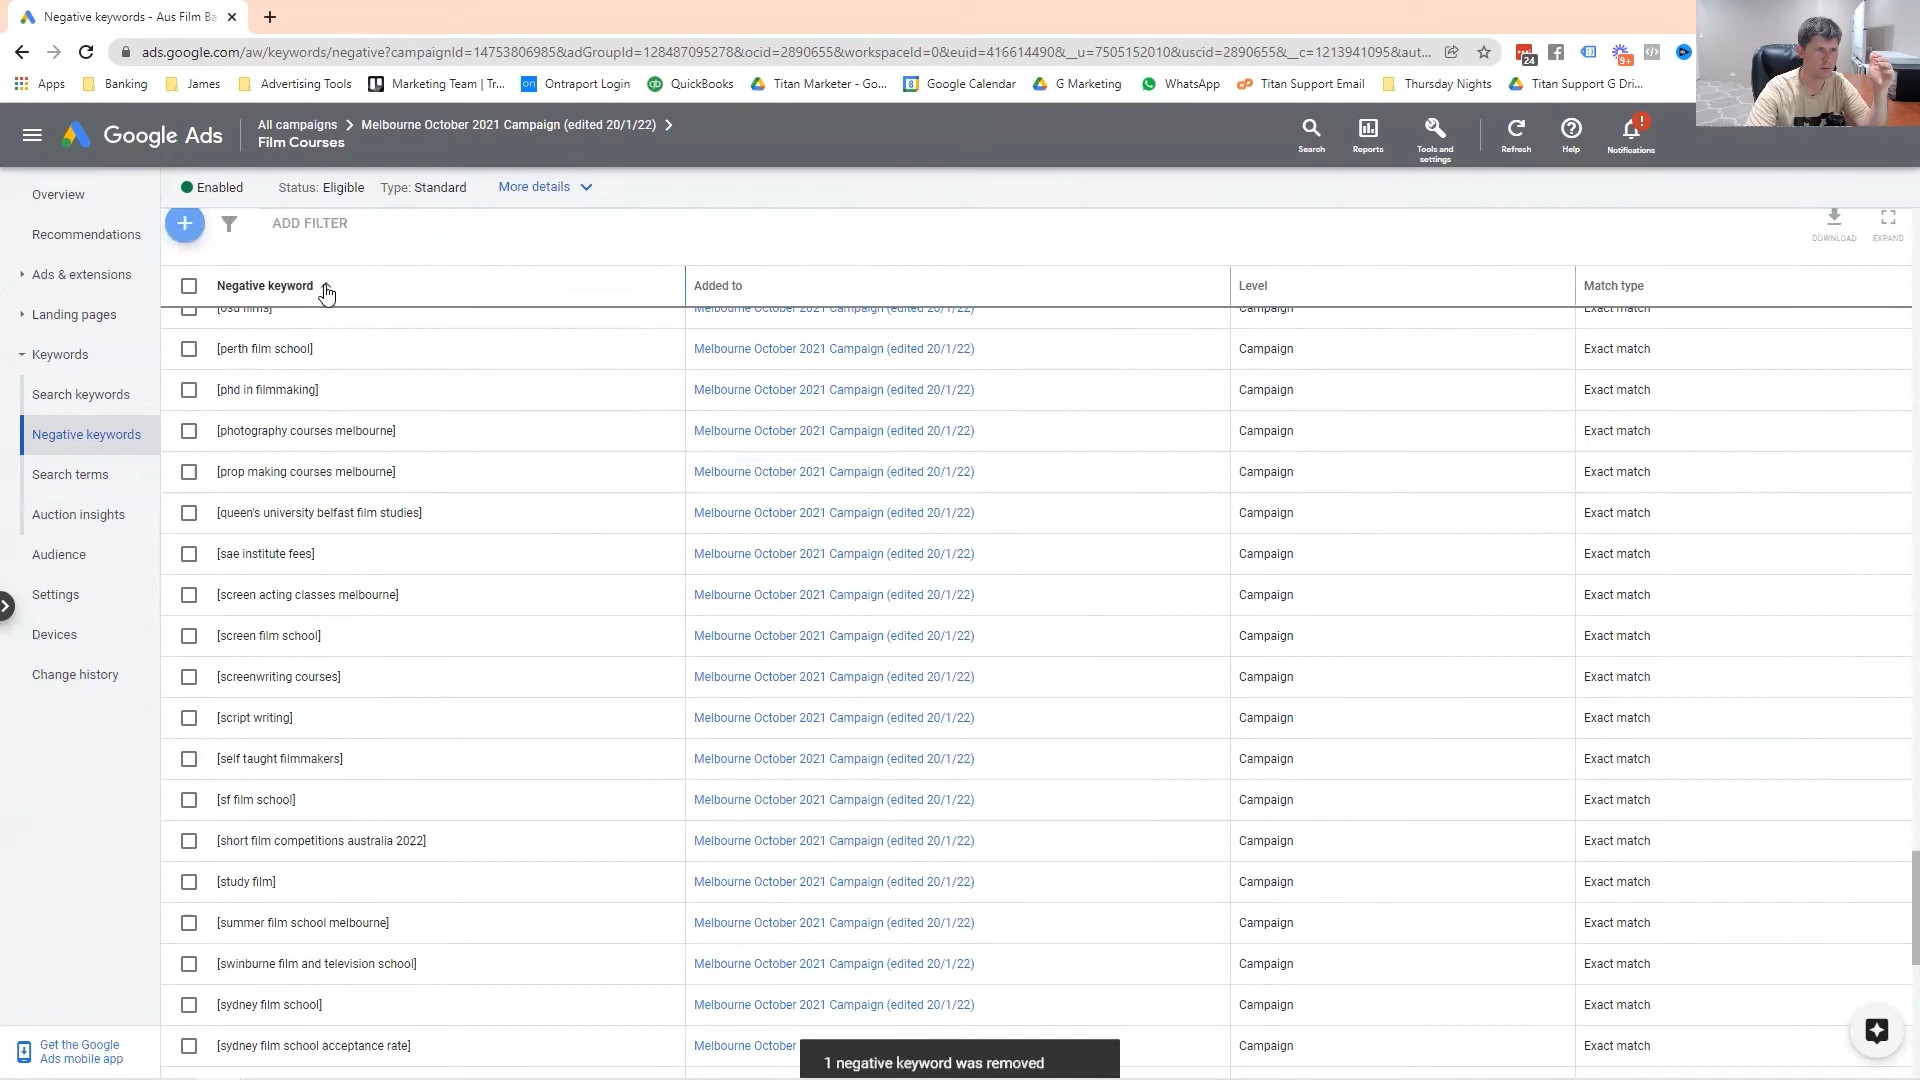 Negative keywords - Aus Film Ba
ads.google.com/aw/keywords/negative?campaignId=14753806985&adGroupId=128487095278&ocid=2890655&workspaceId=0&euid=416614490&__u=7505152010&uscid=2890655&__c=1213941095&aut...
24
9+
Apps Banking James Advertising Tools Marketing Team | Tr... on Ontraport Login QuickBooks Titan Marketer - Go... Google Calendar G Marketing WhatsApp Titan Support Email Thursday Nights Titan Support G Dri...
Google Ads
All campaigns > Melbourne October 2021 Campaign (edited 20/1/22) >
Film Courses
Search
Reports
Tools and
settings
Refresh
Help
Notifications
Enabled Status: Eligible Type: Standard More details
ADD FILTER
DOWNLOAD
EXPAND
Overview
Recommendations
Ads & extensions
Landing pages
Keywords
Search keywords
Negative keywords
Search terms
Auction insights
Audience
Settings
Devices
Change history
Get the Google
Ads mobile app
Negative keyword Added to Level Match type
[osu films] Melbourne October 2021 Campaign (edited 20/1/22) Campaign Exact match
[perth film school] Melbourne October 2021 Campaign (edited 20/1/22) Campaign Exact match
[phd in filmmaking] Melbourne October 2021 Campaign (edited 20/1/22) Campaign Exact match
[photography courses melbourne] Melbourne October 2021 Campaign (edited 20/1/22) Campaign Exact match
[prop making courses melbourne] Melbourne October 2021 Campaign (edited 20/1/22) Campaign Exact match
[queen's university belfast film studies] Melbourne October 2021 Campaign (edited 20/1/22) Campaign Exact match
[sae institute fees] Melbourne October 2021 Campaign (edited 20/1/22) Campaign Exact match
[screen acting classes melbourne] Melbourne October 2021 Campaign (edited 20/1/22) Campaign Exact match
[screen film school] Melbourne October 2021 Campaign (edited 20/1/22) Campaign Exact match
[screenwriting courses] Melbourne October 2021 Campaign (edited 20/1/22) Campaign Exact match
[script writing] Melbourne October 2021 Campaign (edited 20/1/22) Campaign Exact match
[self taught filmmakers] Melbourne October 2021 Campaign (edited 20/1/22) Campaign Exact match
[sf film school] Melbourne October 2021 Campaign (edited 20/1/22) Campaign Exact match
[short film competitions australia 2022] Melbourne October 2021 Campaign (edited 20/1/22) Campaign Exact match
[study film] Melbourne October 2021 Campaign (edited 20/1/22) Campaign Exact match
[summer film school melbourne] Melbourne October 2021 Campaign (edited 20/1/22) Campaign Exact match
[swinburne film and television school] Melbourne October 2021 Campaign (edited 20/1/22) Campaign Exact match
[sydney film school] Melbourne October 2021 Campaign (edited 20/1/22) Campaign Exact match
[sydney film school acceptance rate] Melbourne October Campaign Exact match
1 negative keyword was removed